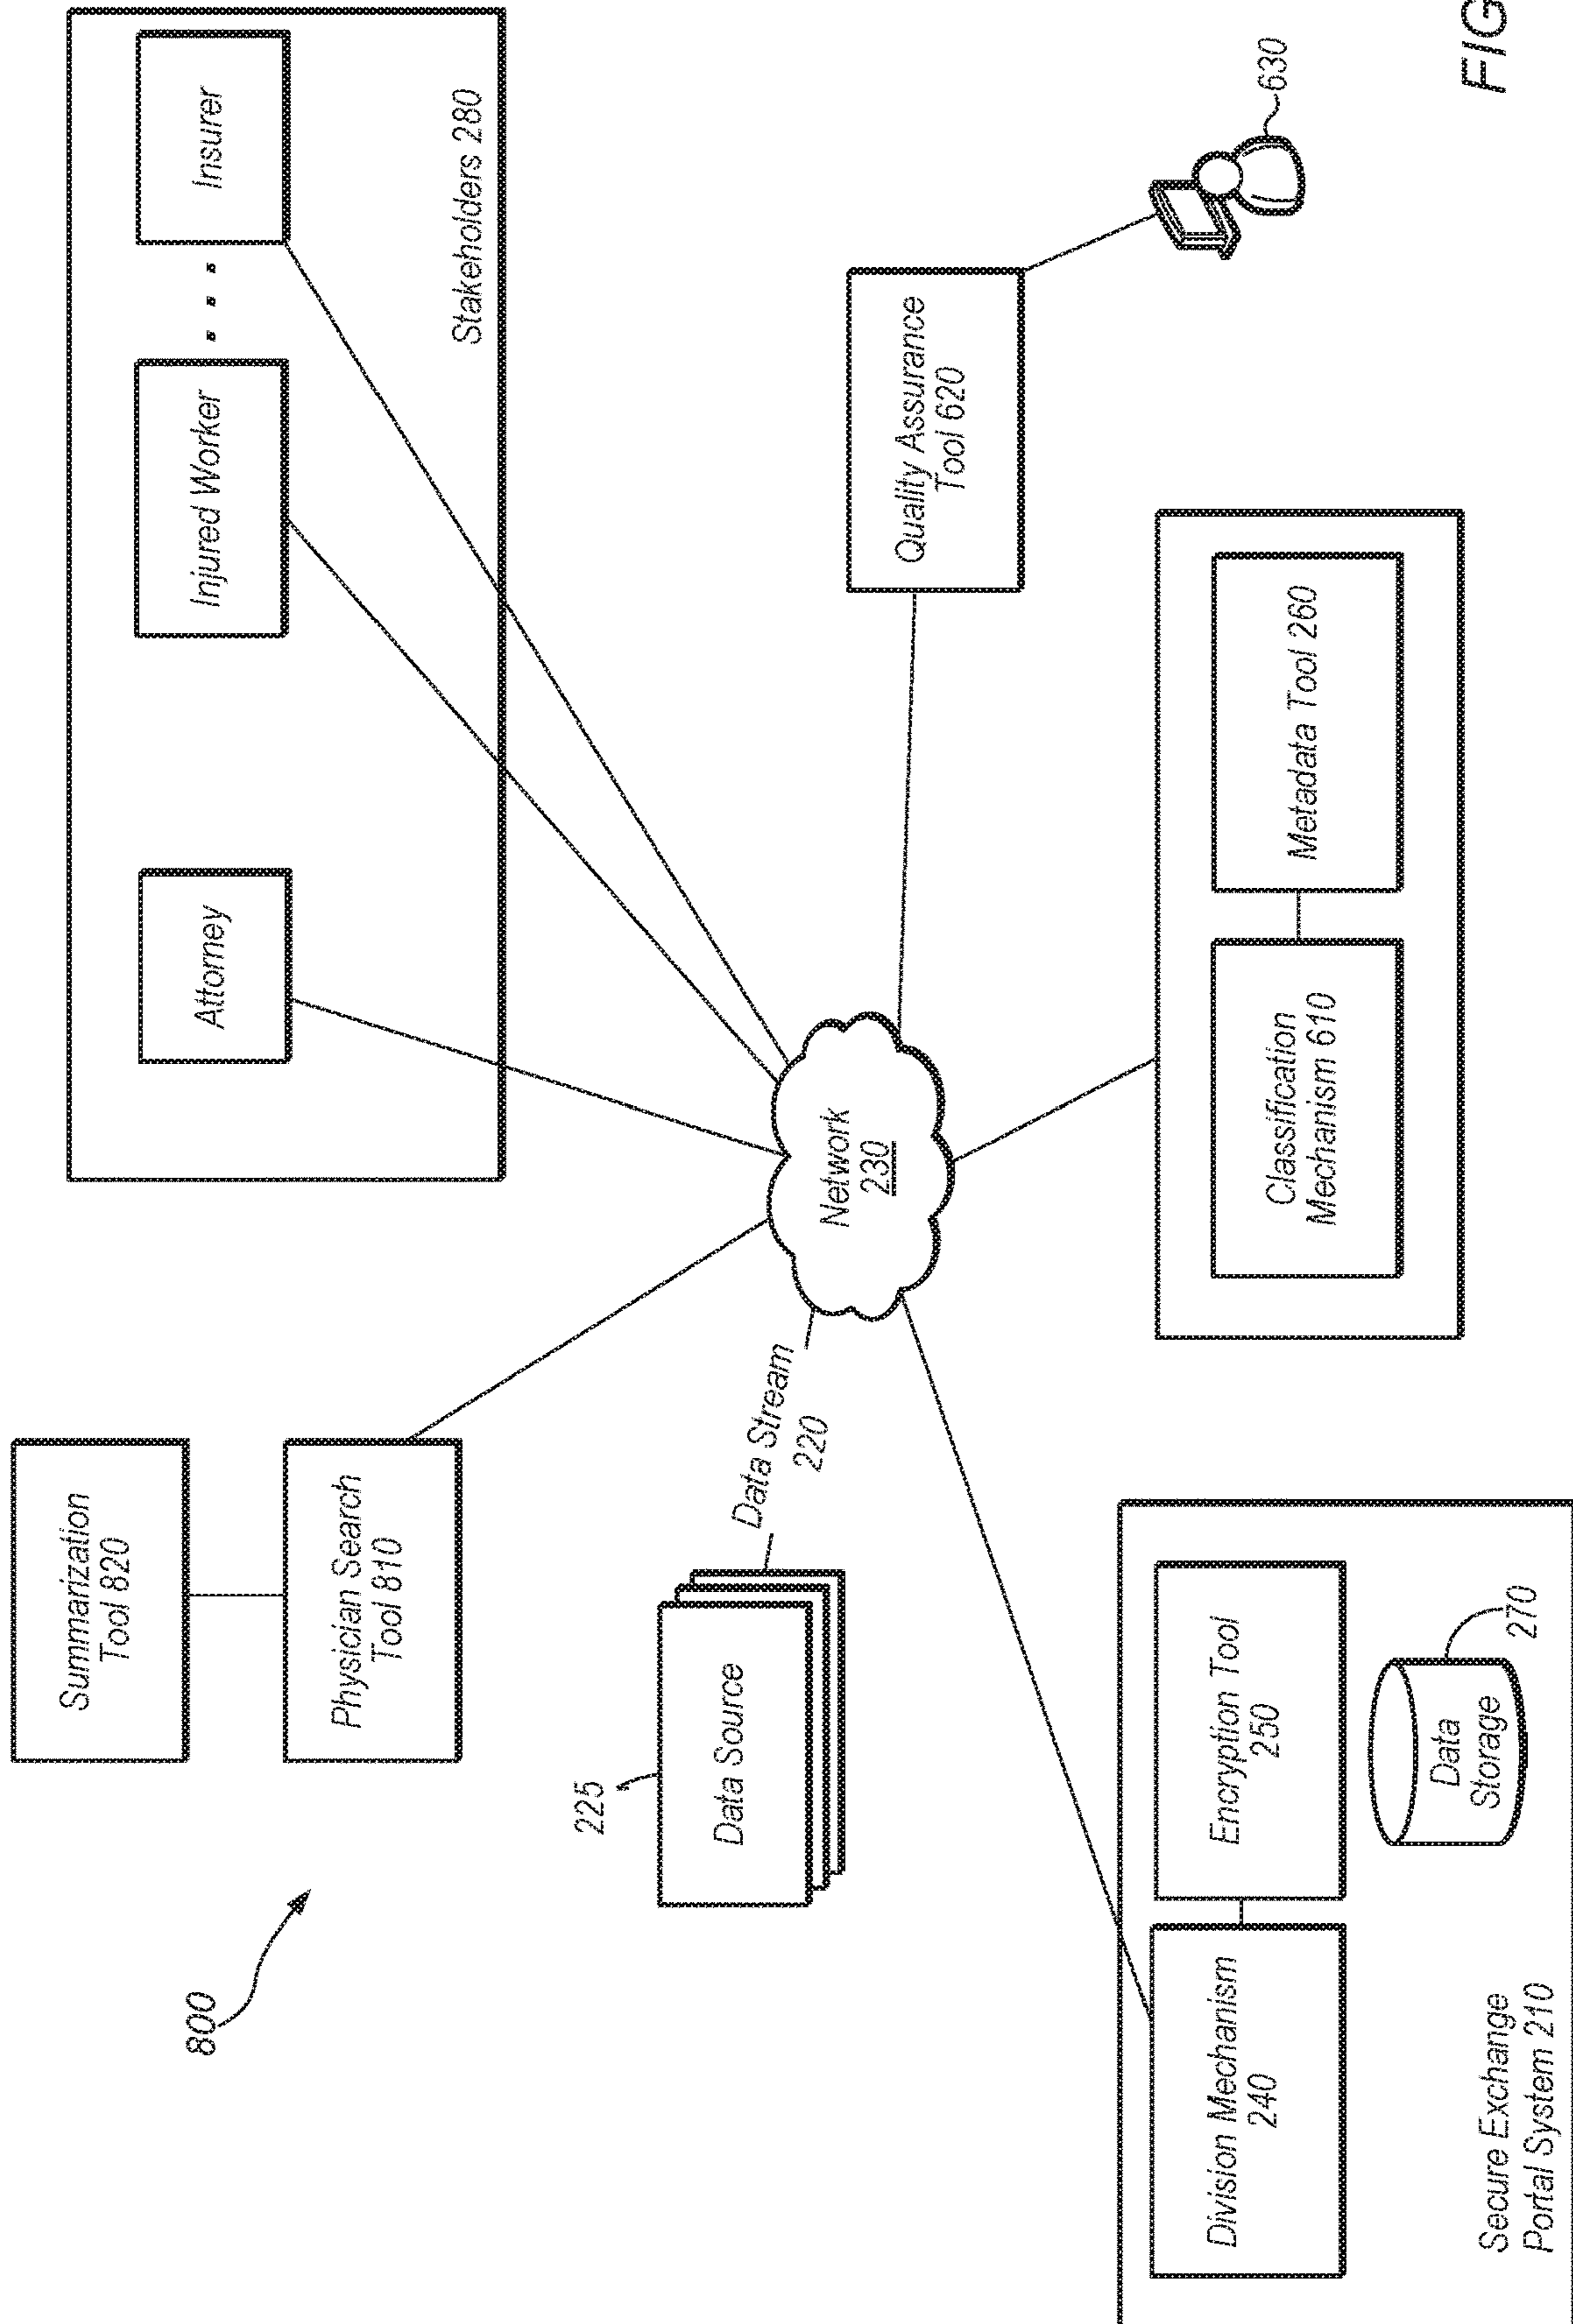 800
Summarization
Tool 820
Physician Search
Tool 810
225
Data Source
Data Stream
220
Attorney
Injured Worker
Insurer
Stakeholders 280
Network
230
Quality Assurance
Tool 620
630
Classification
Mechanism 610
Metadata Tool 260
Division Mechanism
240
Encryption Tool
250
Data
Storage
270
Secure Exchange
Portal System 210
FIG